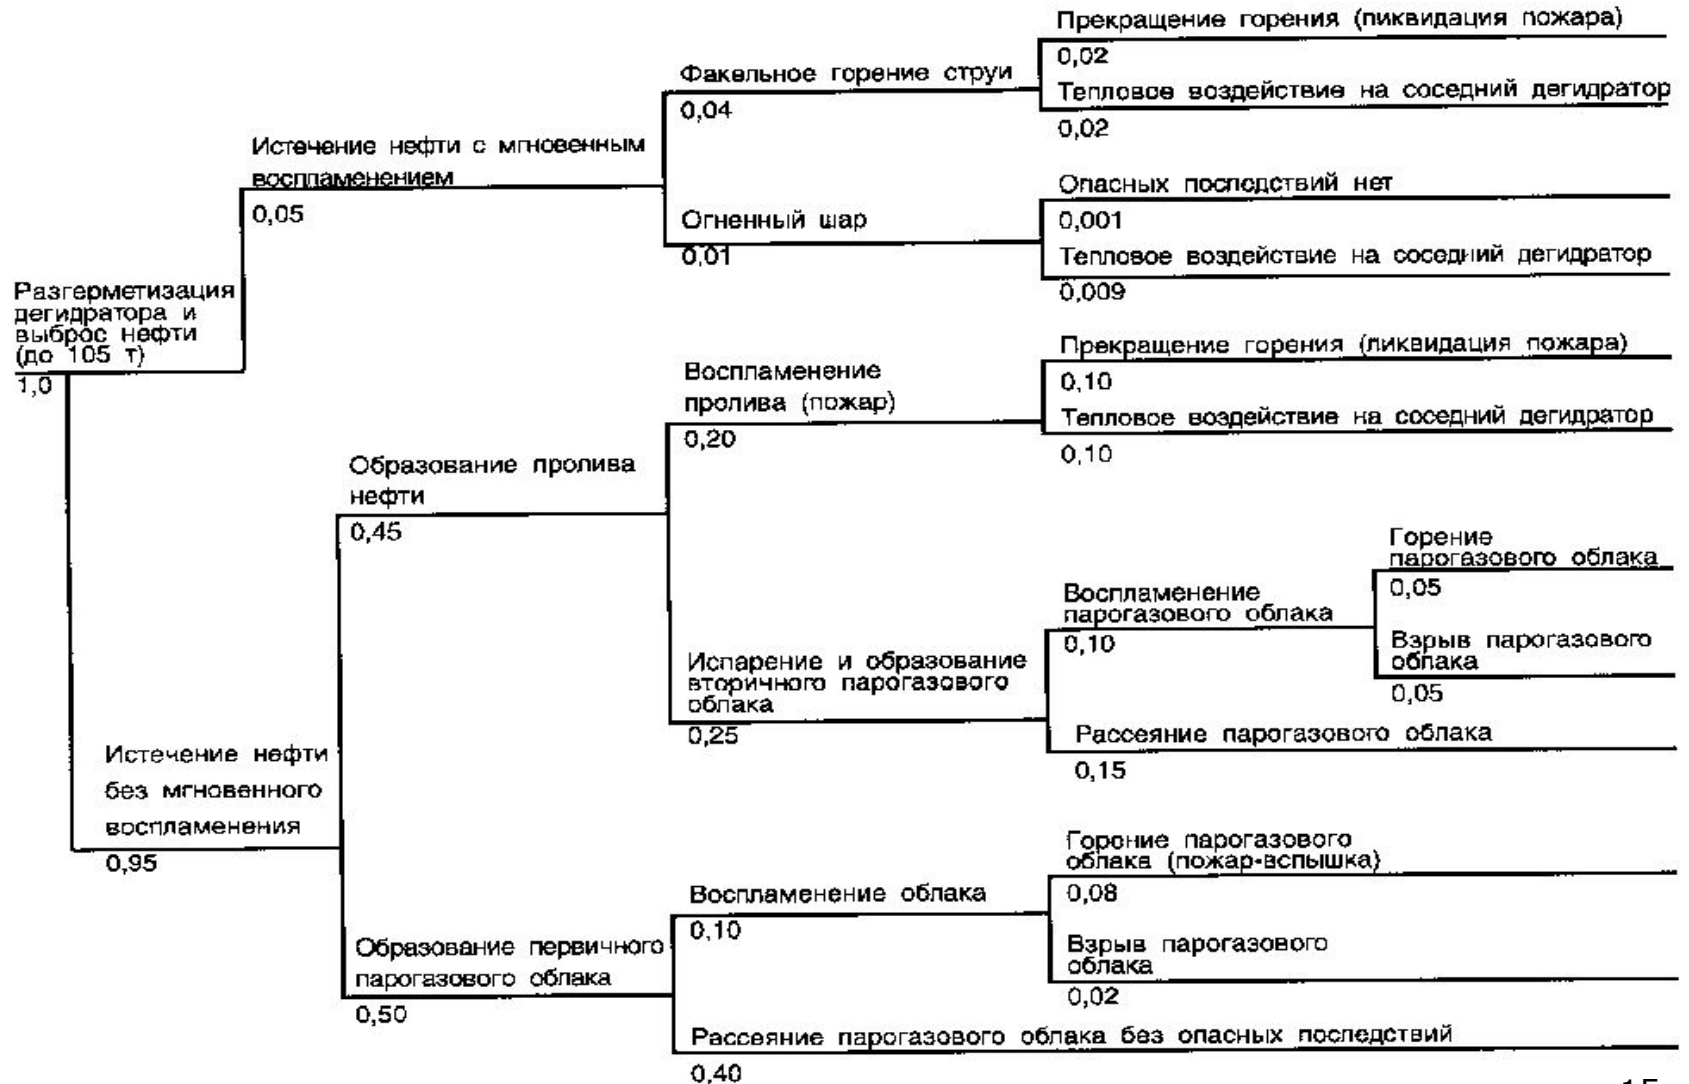 Прекращение горения (ликвидация пожара)
0,02
Факельное горение струи
0,04
Тепловое воздействие на соседний дегидратор
0,02
Истечение нефти с мгновенным
воспламенением
0,05
Опасных последствий нет
0,001
Огненный шар
0,01
Тепловое воздействие на соседний дегидратор
0,009
Разгерметизация
дегидратора и
выброс нефти
(до 105 т)
1,0
Прекращение горения (ликвидация пожара)
0,10
Воспламенение
пролива (пожар)
0,20
Тепловое воздействие на соседний дегидратор
0,10
Образование пролива
нефти
0,45
Горение
парогазового облака
0,05
Воспламенение
парогазового облака
0,10
Взрыв парогазового
облака
0,05
Испарение и образование
вторичного парогазового
облака
0,25
Рассеяние парогазового облака
0,15
Истечение нефти
без мгновенного
воспламенения
0,95
Горение парогазового
облака (пожар-вспышка)
0,08
Воспламенение облака
0,10
Взрыв парогазового
облака
0,02
Образование первичного
парогазового облака
0,50
Рассеяние парогазового облака без опасных последствий
0,40